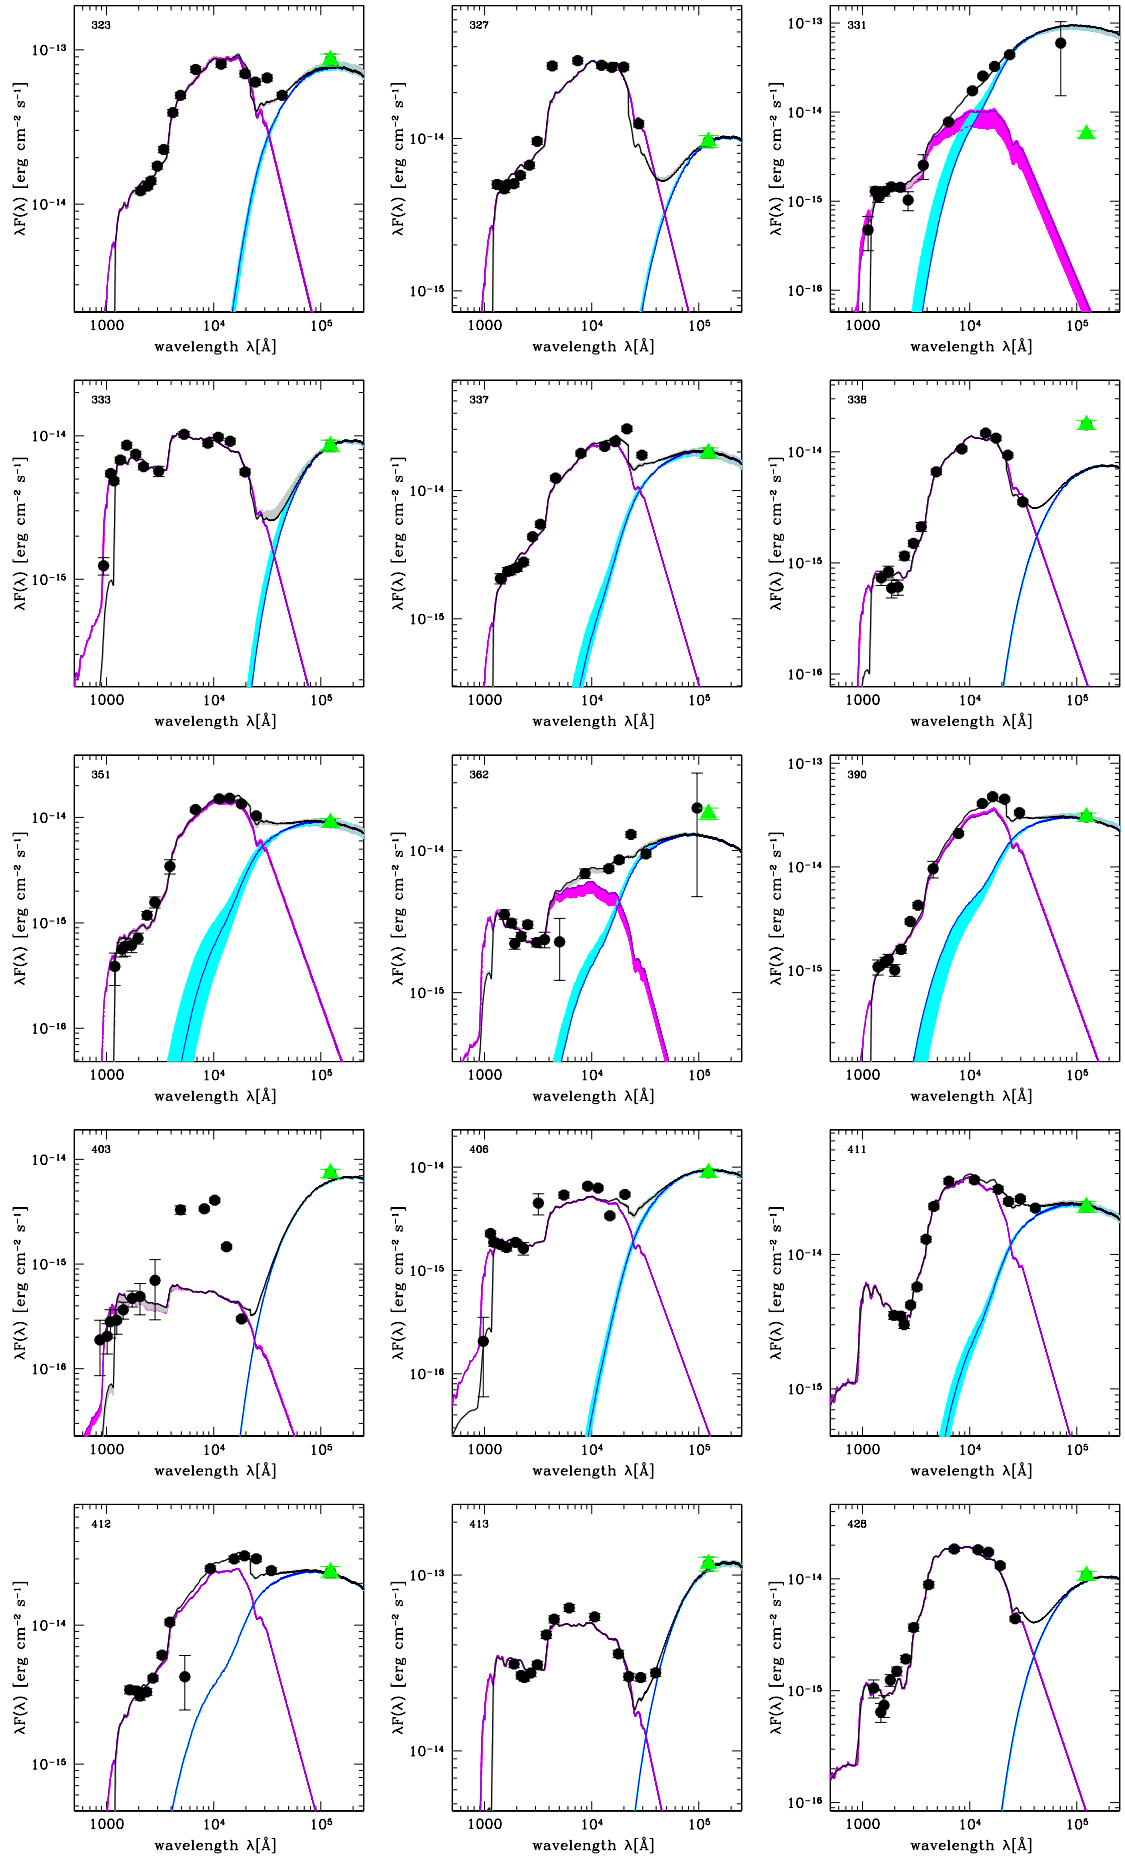 323
10⁻¹³
10⁻¹⁴
λF(λ) [erg cm⁻² s⁻¹]
1000 10⁴ 10⁵
wavelength λ[Å]
327
10⁻¹⁴
10⁻¹⁵
λF(λ) [erg cm⁻² s⁻¹]
1000 10⁴ 10⁵
wavelength λ[Å]
331
10⁻¹³
10⁻¹⁴
10⁻¹⁵
10⁻¹⁶
λF(λ) [erg cm⁻² s⁻¹]
1000 10⁴ 10⁵
wavelength λ[Å]
333
10⁻¹⁴
10⁻¹⁵
λF(λ) [erg cm⁻² s⁻¹]
1000 10⁴ 10⁵
wavelength λ[Å]
337
10⁻¹⁴
10⁻¹⁵
λF(λ) [erg cm⁻² s⁻¹]
1000 10⁴ 10⁵
wavelength λ[Å]
338
10⁻¹⁴
10⁻¹⁵
10⁻¹⁶
λF(λ) [erg cm⁻² s⁻¹]
1000 10⁴ 10⁵
wavelength λ[Å]
351
10⁻¹⁴
10⁻¹⁵
10⁻¹⁶
λF(λ) [erg cm⁻² s⁻¹]
1000 10⁴ 10⁵
wavelength λ[Å]
362
10⁻¹⁴
10⁻¹⁵
λF(λ) [erg cm⁻² s⁻¹]
1000 10⁴ 10⁵
wavelength λ[Å]
390
10⁻¹³
10⁻¹⁴
10⁻¹⁵
λF(λ) [erg cm⁻² s⁻¹]
1000 10⁴ 10⁵
wavelength λ[Å]
403
10⁻¹⁴
10⁻¹⁵
10⁻¹⁶
λF(λ) [erg cm⁻² s⁻¹]
1000 10⁴ 10⁵
wavelength λ[Å]
406
10⁻¹⁴
10⁻¹⁵
10⁻¹⁶
λF(λ) [erg cm⁻² s⁻¹]
1000 10⁴ 10⁵
wavelength λ[Å]
411
10⁻¹⁴
10⁻¹⁵
λF(λ) [erg cm⁻² s⁻¹]
1000 10⁴ 10⁵
wavelength λ[Å]
412
10⁻¹⁴
10⁻¹⁵
λF(λ) [erg cm⁻² s⁻¹]
1000 10⁴ 10⁵
wavelength λ[Å]
413
10⁻¹³
10⁻¹⁴
λF(λ) [erg cm⁻² s⁻¹]
1000 10⁴ 10⁵
wavelength λ[Å]
428
10⁻¹⁴
10⁻¹⁵
10⁻¹⁶
λF(λ) [erg cm⁻² s⁻¹]
1000 10⁴ 10⁵
wavelength λ[Å]